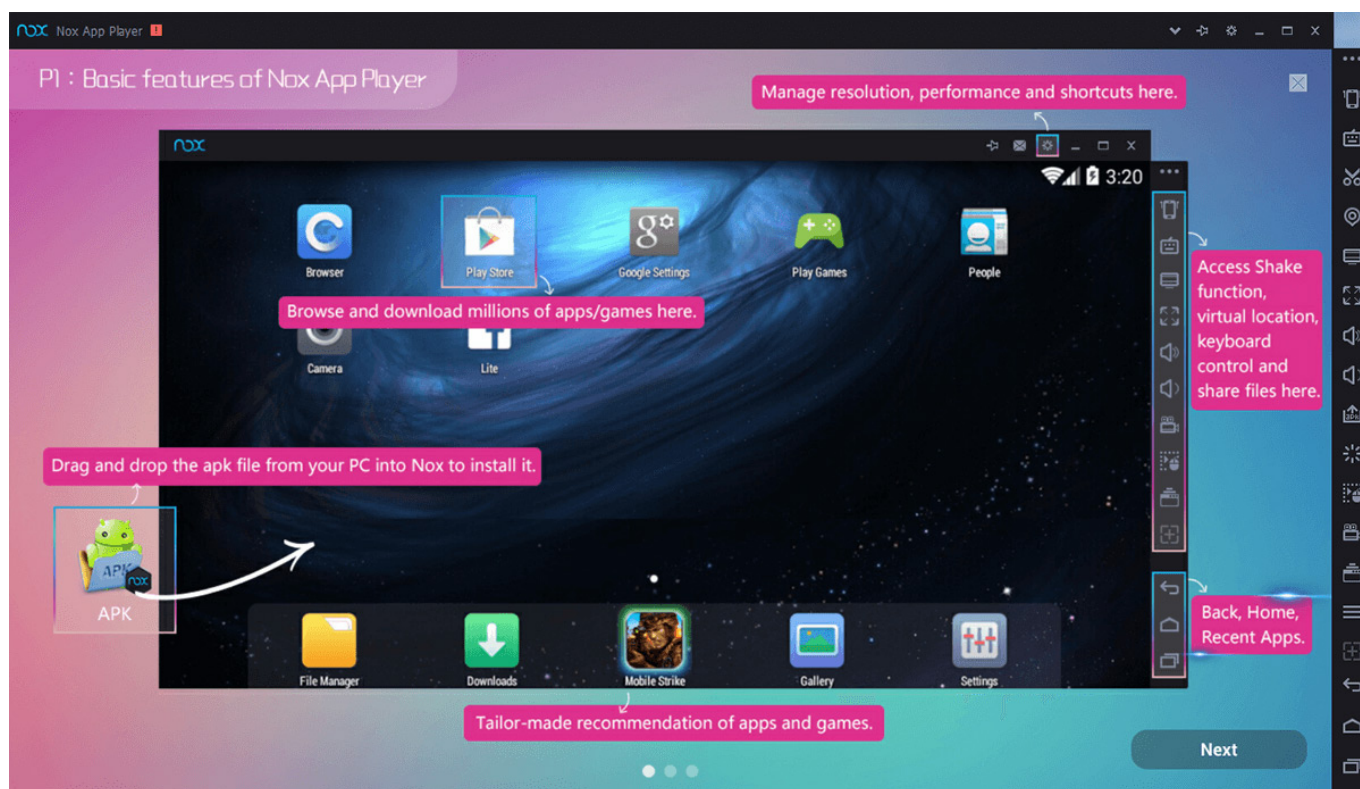 nox Nox App Player !
P1 : Basic features of Nox App Player
Manage resolution, performance and shortcuts here.
nox
3:20
Browser
Play Store
Google Settings
Play Games
People
Browse and download millions of apps/games here.
Camera
Lite
Access Shake
function,
virtual location,
keyboard
control and
share files here.
Drag and drop the apk file from your PC into Nox to install it.
APK
nox
APK
Back, Home,
Recent Apps.
File Manager
Downloads
Mobile Strike
Gallery
Settings
Tailor-made recommendation of apps and games.
Next